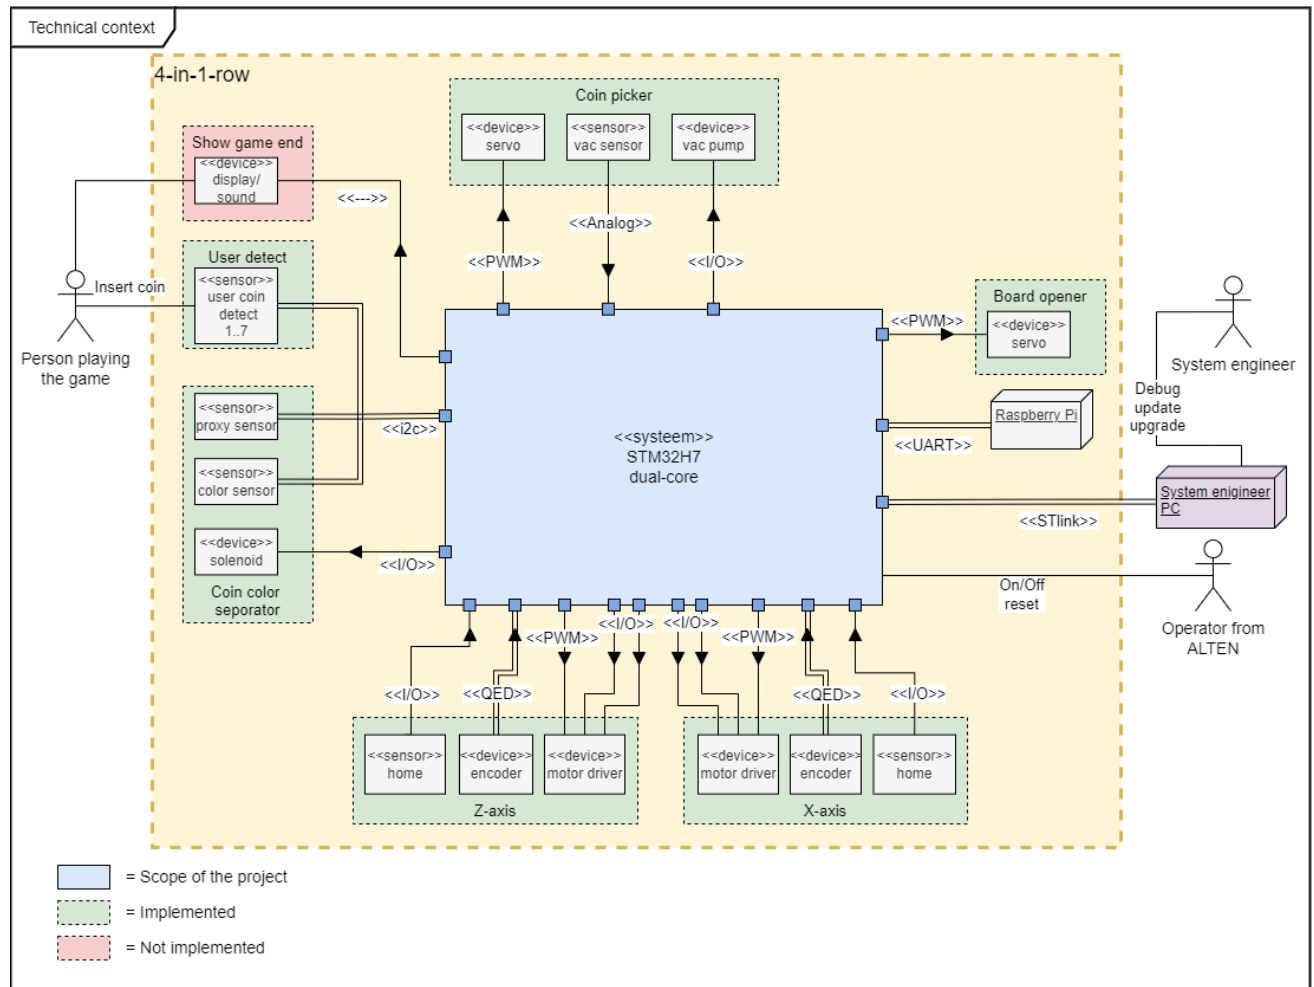 Technical context
4-in-1-row
Coin picker
<<device>>
servo
<<sensor>>
vac sensor
<<device>>
vac pump
Show game end
<<device>>
display/
sound
<<--->>
<<Analog>>
<<PWM>>
<<I/O>>
User detect
<<sensor>>
user coin
detect
1..7
Insert coin
Person playing
the game
<<PWM>>
Board opener
<<device>>
servo
System engineer
Debug
update
upgrade
<<sensor>>
proxy sensor
<<i2c>>
<<sensor>>
color sensor
<<device>>
solenoid
<<I/O>>
Coin color
seporator
<<systeem>>
STM32H7
dual-core
Raspberry Pi
<<UART>>
System enigineer
PC
<<STlink>>
On/Off
reset
Operator from
ALTEN
<<I/O>>
<<QED>>
<<PWM>>
<<I/O>>
<<I/O>>
<<PWM>>
<<QED>>
<<I/O>>
<<sensor>>
home
<<device>>
encoder
<<device>>
motor driver
Z-axis
<<device>>
motor driver
<<device>>
encoder
<<sensor>>
home
X-axis
= Scope of the project
= Implemented
= Not implemented